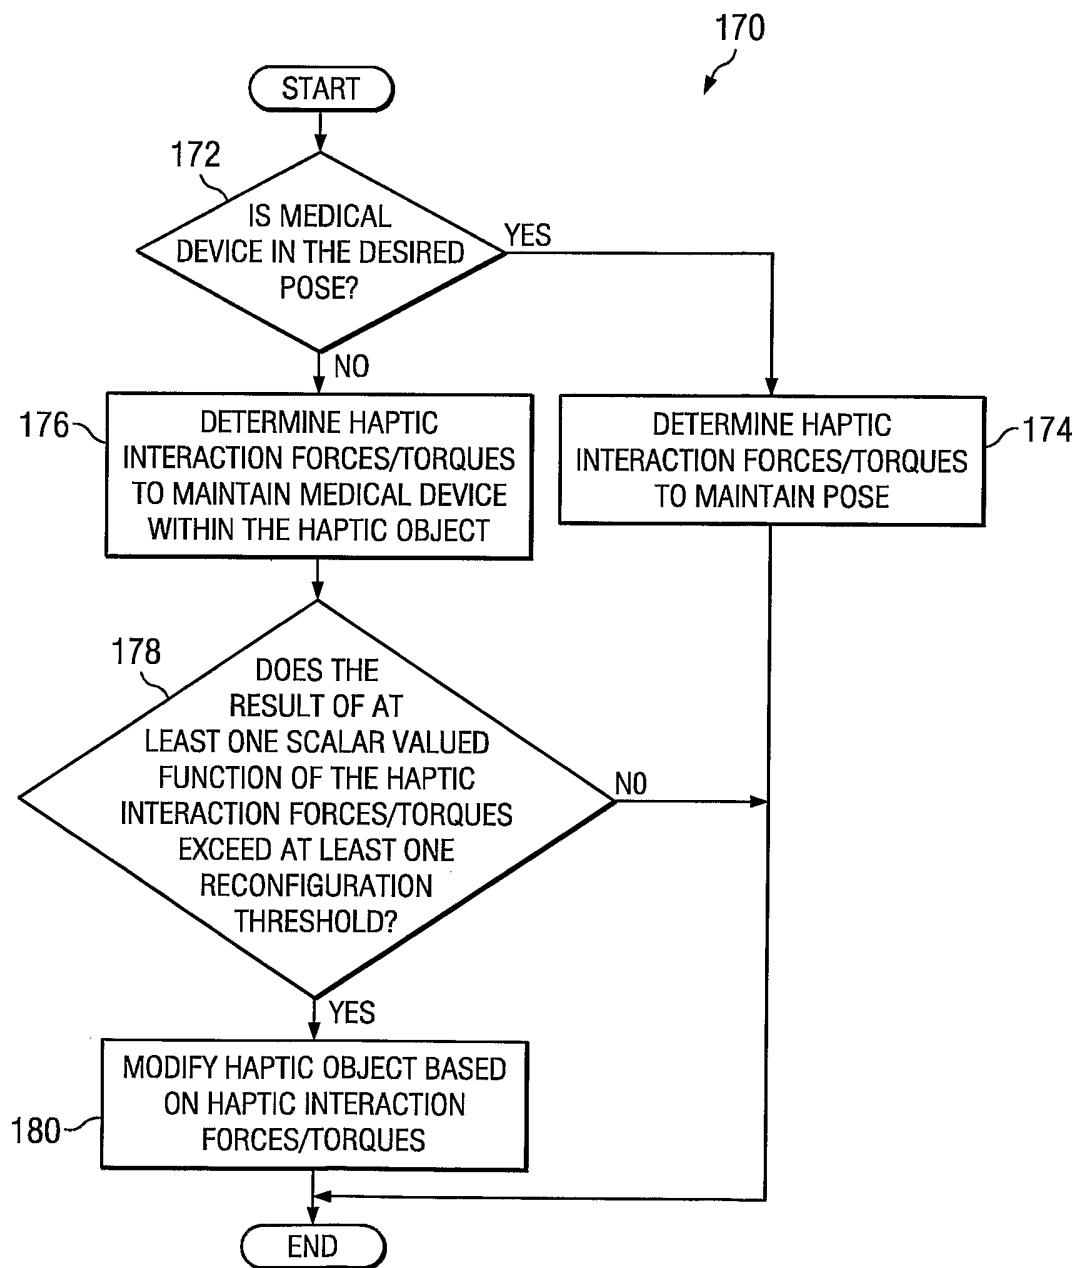 170
START
172
IS MEDICAL
DEVICE IN THE DESIRED
POSE?
YES
NO
176
DETERMINE HAPTIC
INTERACTION FORCES/TORQUES
TO MAINTAIN MEDICAL DEVICE
WITHIN THE HAPTIC OBJECT
DETERMINE HAPTIC
INTERACTION FORCES/TORQUES
TO MAINTAIN POSE
174
178
DOES THE
RESULT OF AT
LEAST ONE SCALAR VALUED
FUNCTION OF THE HAPTIC
INTERACTION FORCES/TORQUES
EXCEED AT LEAST ONE
RECONFIGURATION
THRESHOLD?
NO
YES
MODIFY HAPTIC OBJECT BASED
ON HAPTIC INTERACTION
FORCES/TORQUES
180
END